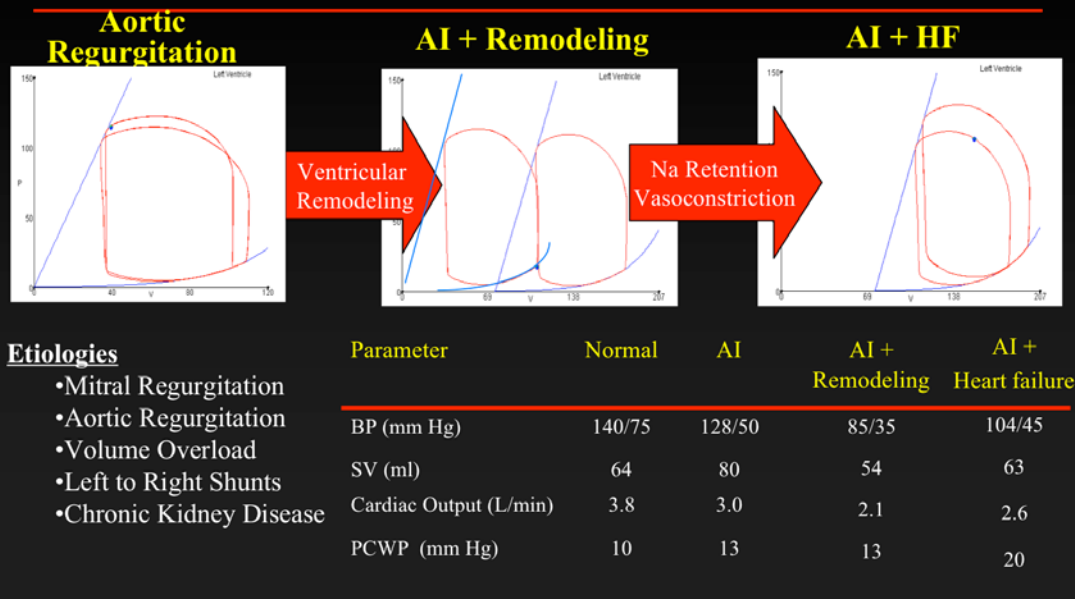 Aortic
Regurgitation
AI + Remodeling
AI + HF
Left Ventricle
150
100
P
50
0
0
40
V
80
120
Ventricular
Remodeling
Left Ventricle
150
50
0
69
V
138
207
Na Retention
Vasoconstriction
Left Ventricle
150
0
69
V
138
207
Etiologies
•Mitral Regurgitation
•Aortic Regurgitation
•Volume Overload
•Left to Right Shunts
•Chronic Kidney Disease
Parameter Normal AI AI + Remodeling AI + Heart failure
BP (mm Hg) 140/75 128/50 85/35 104/45
SV (ml) 64 80 54 63
Cardiac Output (L/min) 3.8 3.0 2.1 2.6
PCWP (mm Hg) 10 13 13 20